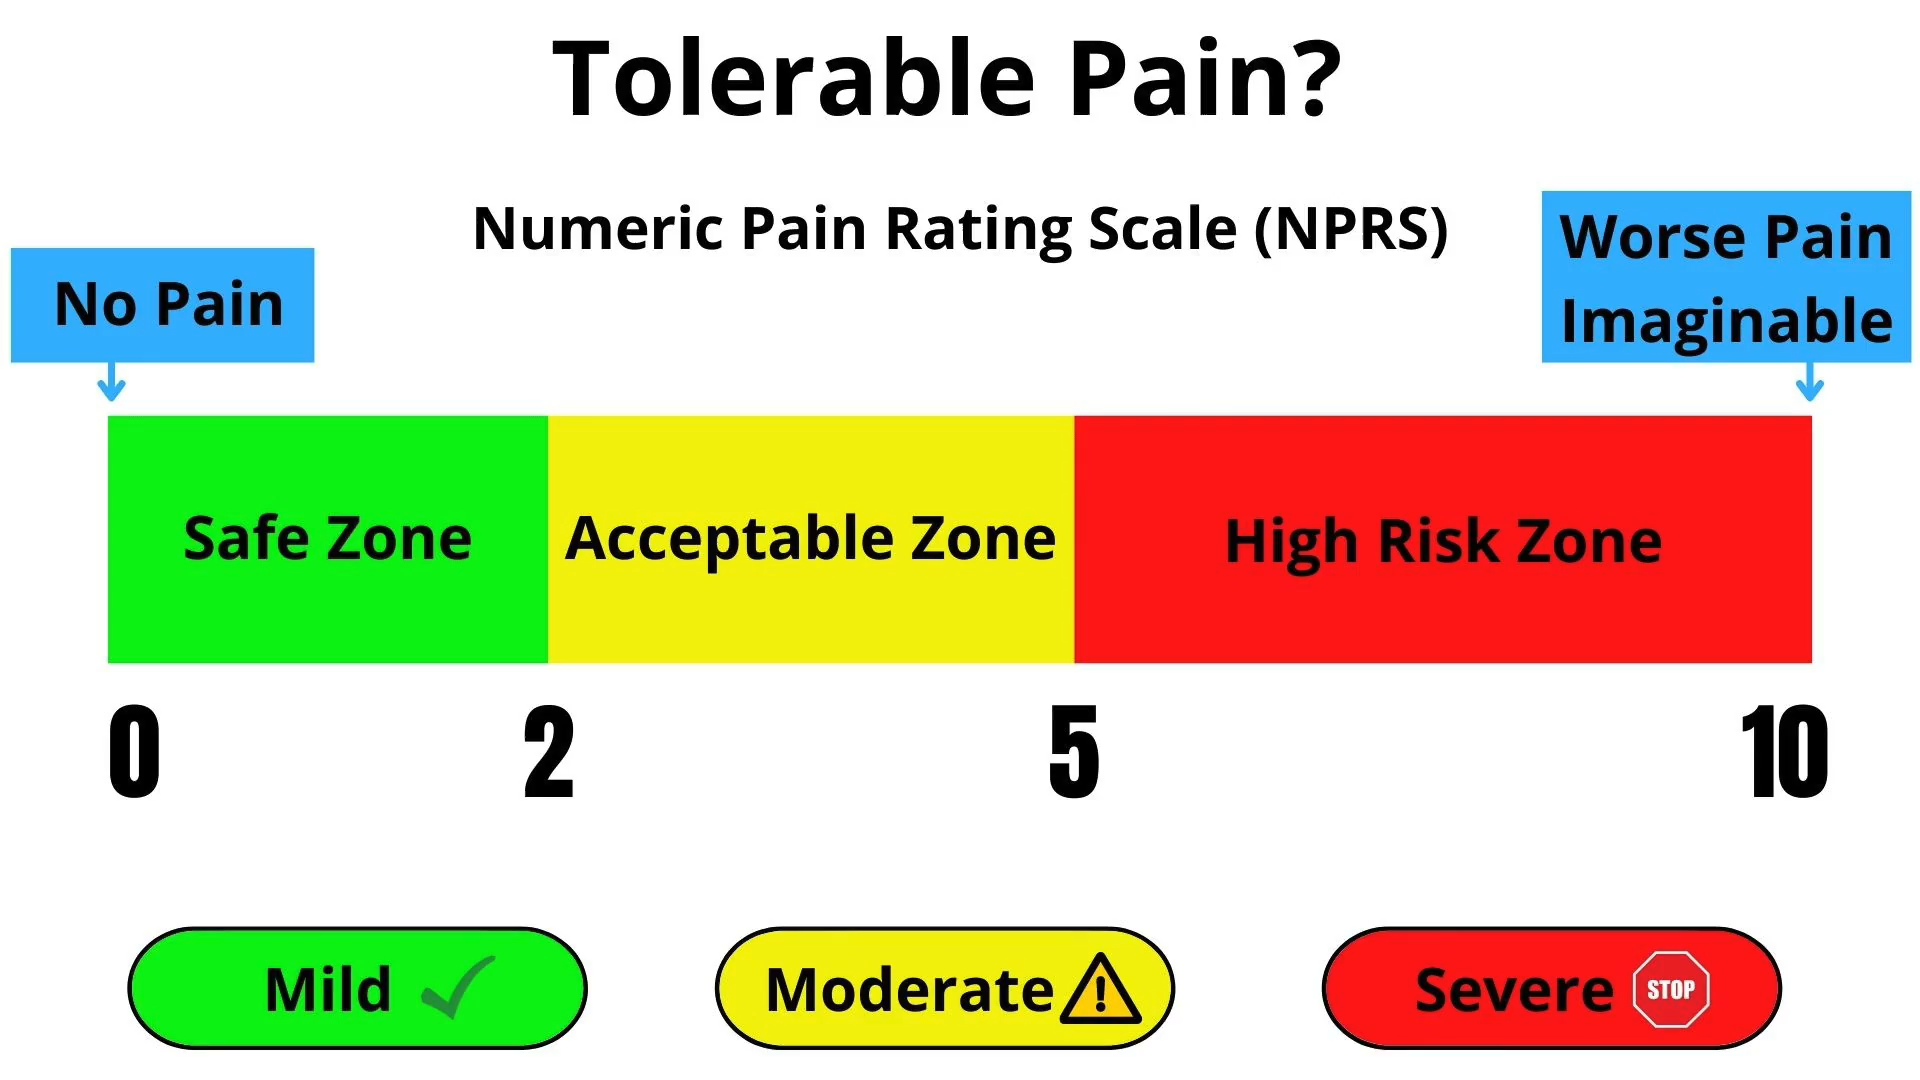 Tolerable Pain?
Numeric Pain Rating Scale (NPRS)
No Pain
Worse Pain
Imaginable
Safe Zone
Acceptable Zone
High Risk Zone
0
2
5
10
Mild
Moderate
Severe
STOP